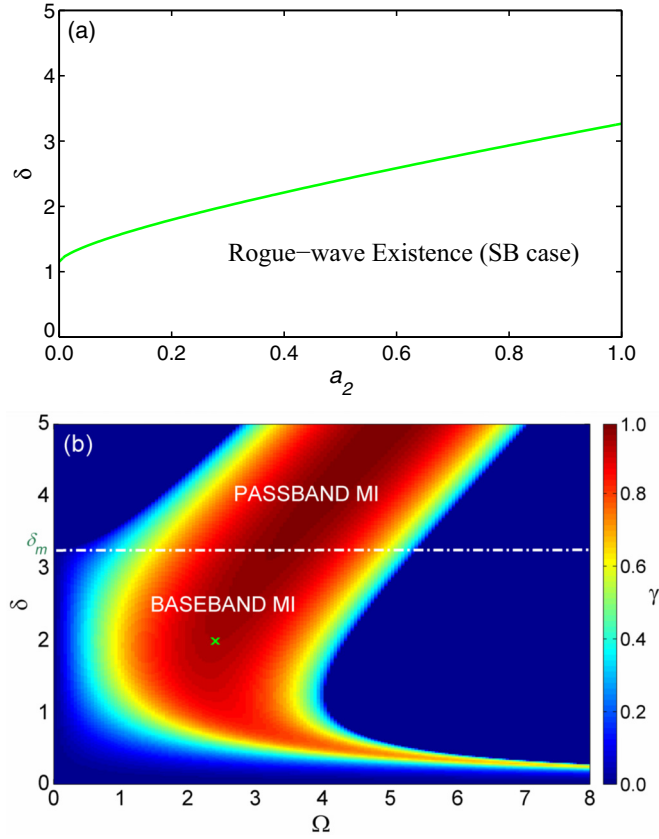 (a)
5
4
3
2
1
0
δ
Rogue−wave Existence (SB case)
0.0 0.2 0.4 0.6 0.8 1.0
a2
(b)
5
4
δm
3
2
1
0
δ
PASSBAND MI
BASEBAND MI
0 1 2 3 4 5 6 7 8
Ω
1.0
0.8
0.6
0.4
0.2
0.0
γ